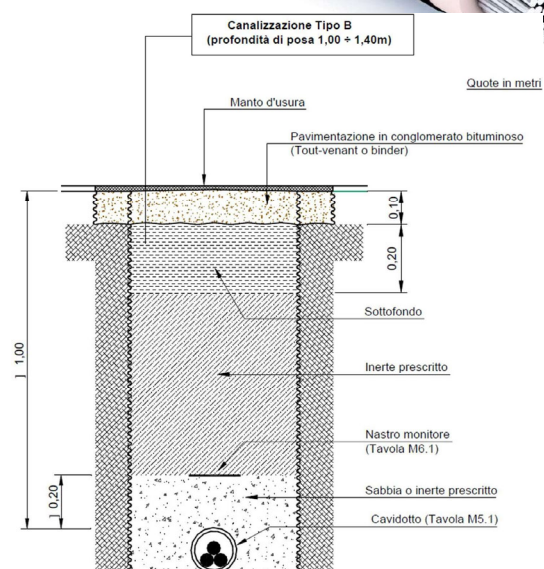 Canalizzazione Tipo B
(profondità di posa 1,00 ÷ 1,40m)
Quote in metri
Manto d'usura
Pavimentazione in conglomerato bituminoso
(Tout-venant o binder)
0,10
0,20
Sottofondo
] 1,00
Inerte prescritto
Nastro monitore
(Tavola M6.1)
] 0,20
Sabbia o inerte prescritto
Cavidotto (Tavola M5.1)